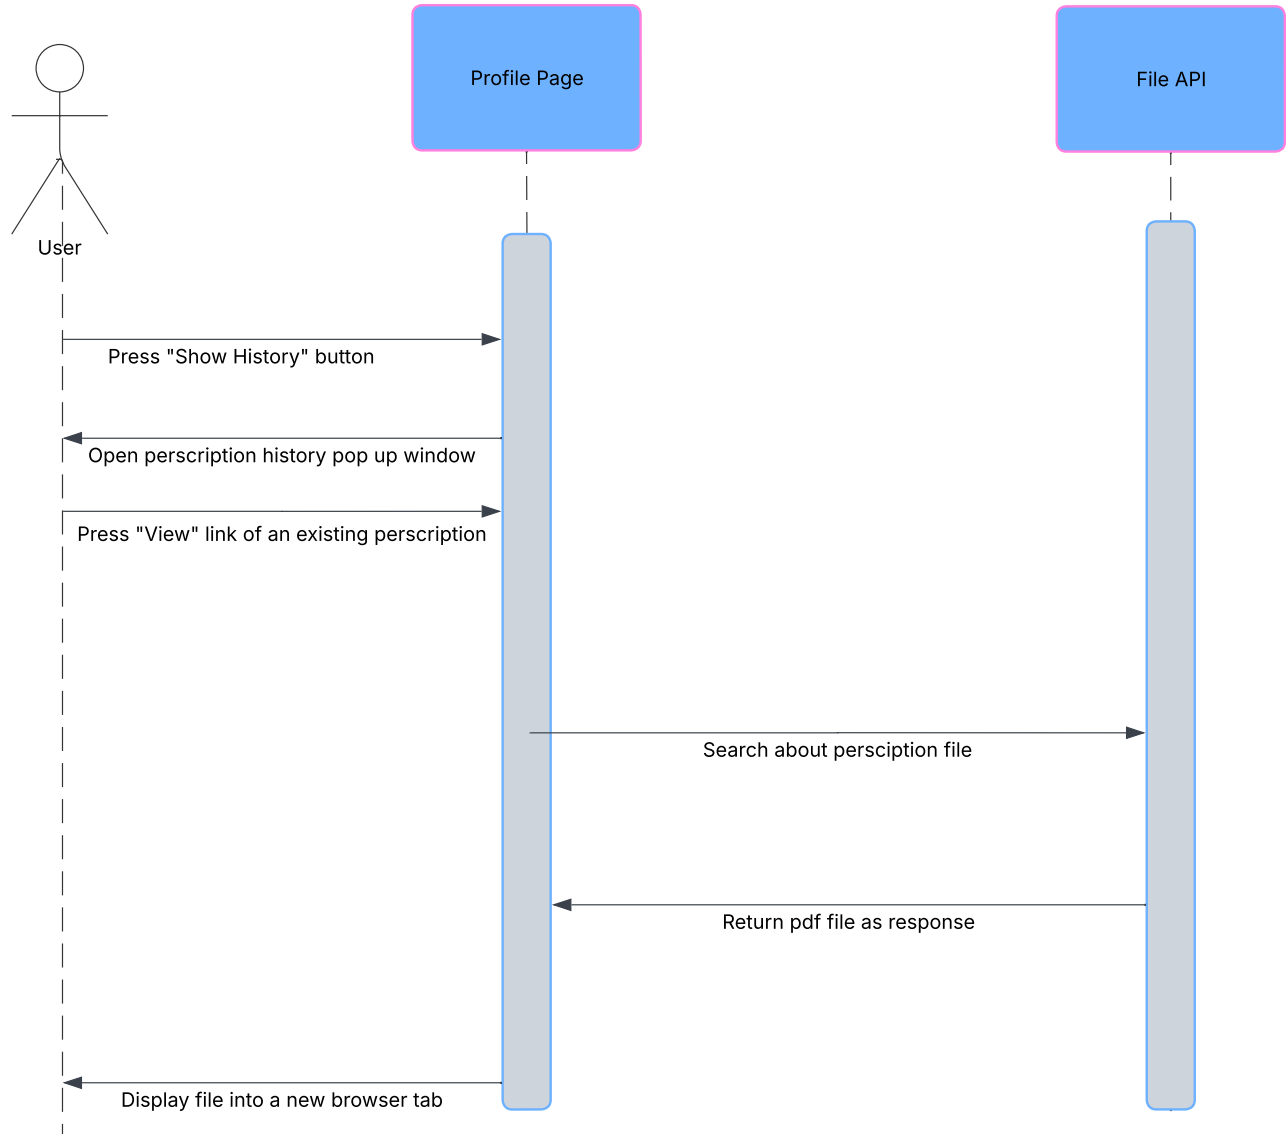 Profile Page
File API
User
Press "Show History" button
Open perscription history pop up window
Press "View" link of an existing perscription
Search about persciption file
Return pdf file as response
Display file into a new browser tab